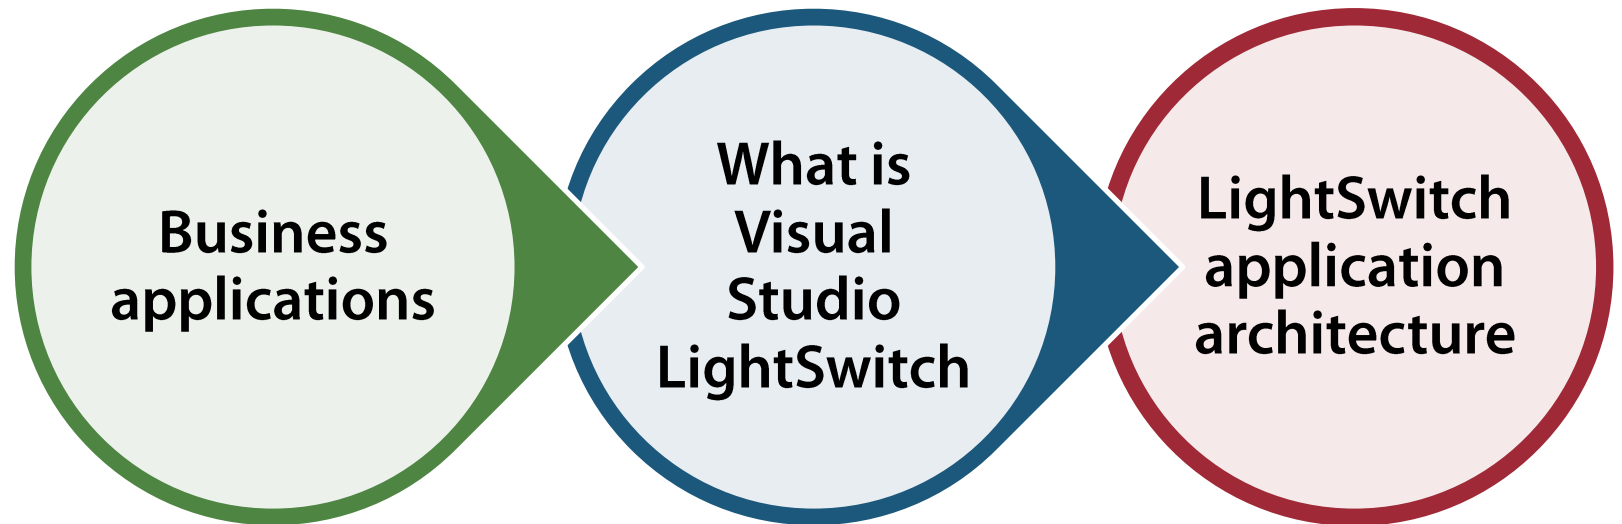 Business
applications
What is
Visual
Studio
LightSwitch
LightSwitch
application
architecture